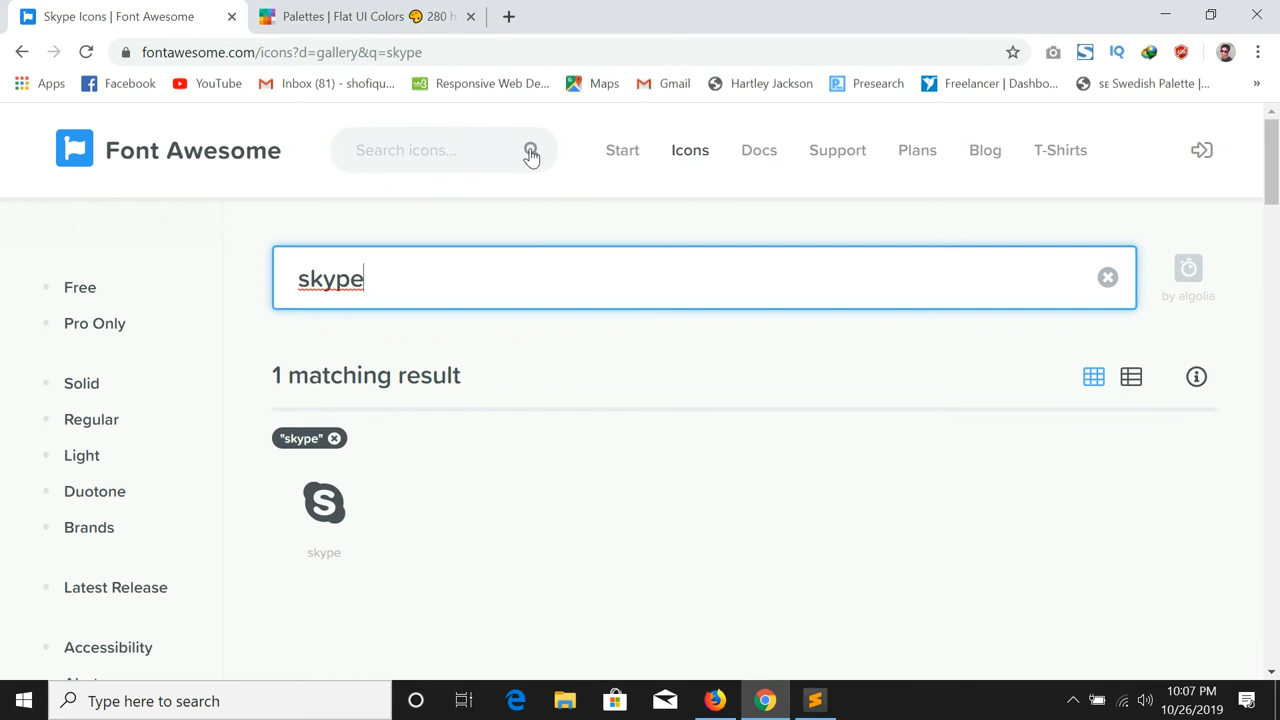 Skype Icons | Font Awesome
Palettes | Flat UI Colors 🎨 280 h
fontawesome.com/icons?d=gallery&q=skype
Apps
Facebook
YouTube
Inbox (81) - shofiqu...
Responsive Web De...
Maps
Gmail
Hartley Jackson
Presearch
Freelancer | Dashbo...
SE Swedish Palette |...
Font Awesome
Search icons...
Start
Icons
Docs
Support
Plans
Blog
T-Shirts
skype
by algolia
Free
Pro Only
Solid
Regular
Light
Duotone
Brands
Latest Release
Accessibility
1 matching result
"skype"
skype
Type here to search
10:07 PM
10/26/2019